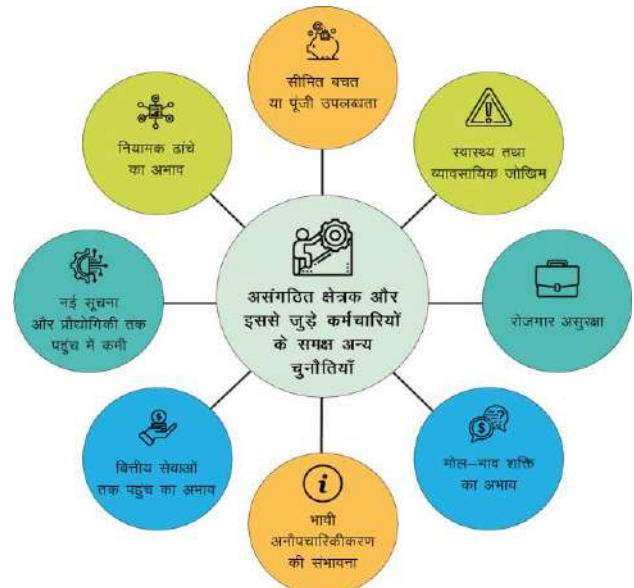 सीमित बचत
या पूंजी उपलब्धता
स्वास्थ्य तथा
व्यावसायिक जोखिम
रोजगार असुरक्षा
मोल-भाव शक्ति
का अभाव
भावी
अनौपचारिकीकरण
की संभावना
वित्तीय सेवाओं
तक पहुंच का अभाव
नई सूचना
और प्रौद्योगिकी तक
पहुंच में कमी
नियामक ढांचे
का अभाव
असंगठित क्षेत्रक और
इससे जुड़े कर्मचारियों
के समक्ष अन्य
चुनौतियाँ